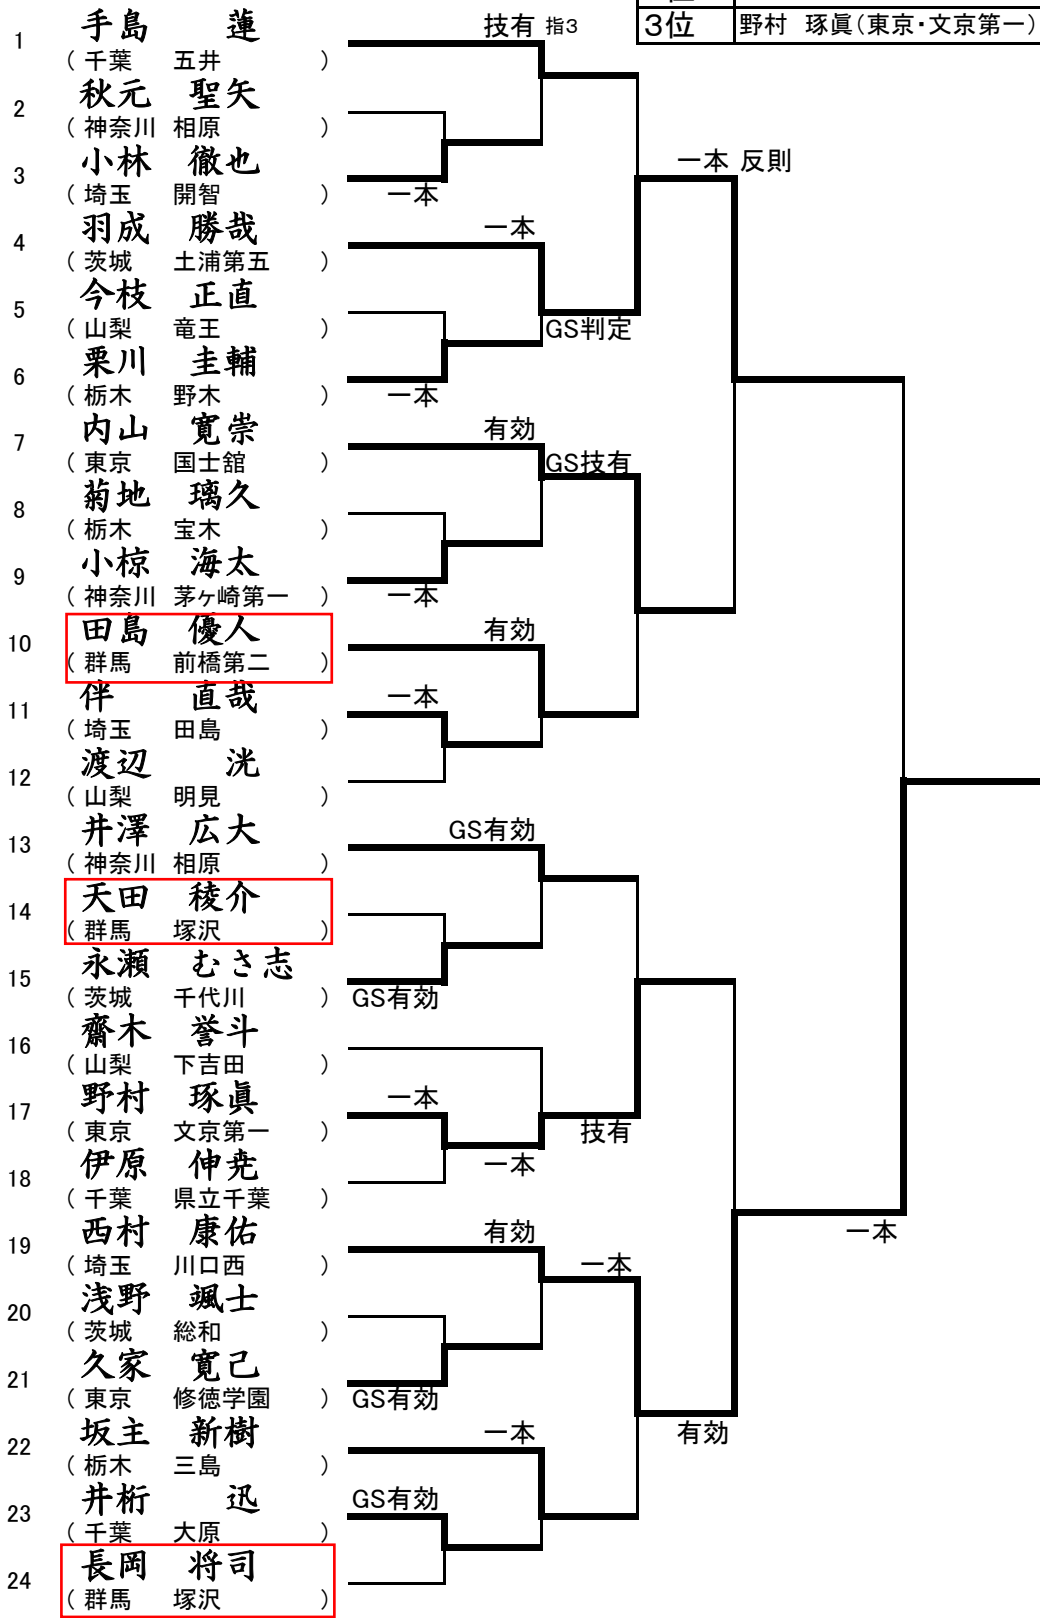 3位 野村 琢眞(東京・文京第一)
1 手島 蓮
(千葉 五井)
技有 指3
2 秋元 聖矢
(神奈川 相原)
3 小林 徹也
(埼玉 開智)
一本
一本 反則
4 羽成 勝哉
(茨城 土浦第五)
一本
5 今枝 正直
(山梨 竜王)
GS判定
6 栗川 圭輔
(栃木 野木)
一本
7 内山 寛崇
(東京 国士舘)
有効
GS技有
8 菊地 璃久
(栃木 宝木)
9 小椋 海太
(神奈川 茅ヶ崎第一)
一本
10 田島 優人
(群馬 前橋第二)
有効
11 伴 直哉
(埼玉 田島)
一本
12 渡辺 洸
(山梨 明見)
13 井澤 広大
(神奈川 相原)
GS有効
14 天田 稜介
(群馬 塚沢)
15 永瀬 むさ志
(茨城 千代川)
GS有効
16 齋木 誉斗
(山梨 下吉田)
17 野村 琢眞
(東京 文京第一)
一本
技有
18 伊原 伸尭
(千葉 県立千葉)
一本
19 西村 康佑
(埼玉 川口西)
有効
一本
一本
20 浅野 颯士
(茨城 総和)
21 久家 寛己
(東京 修徳学園)
GS有効
22 坂主 新樹
(栃木 三島)
一本
有効
23 井桁 迅
(千葉 大原)
GS有効
24 長岡 将司
(群馬 塚沢)